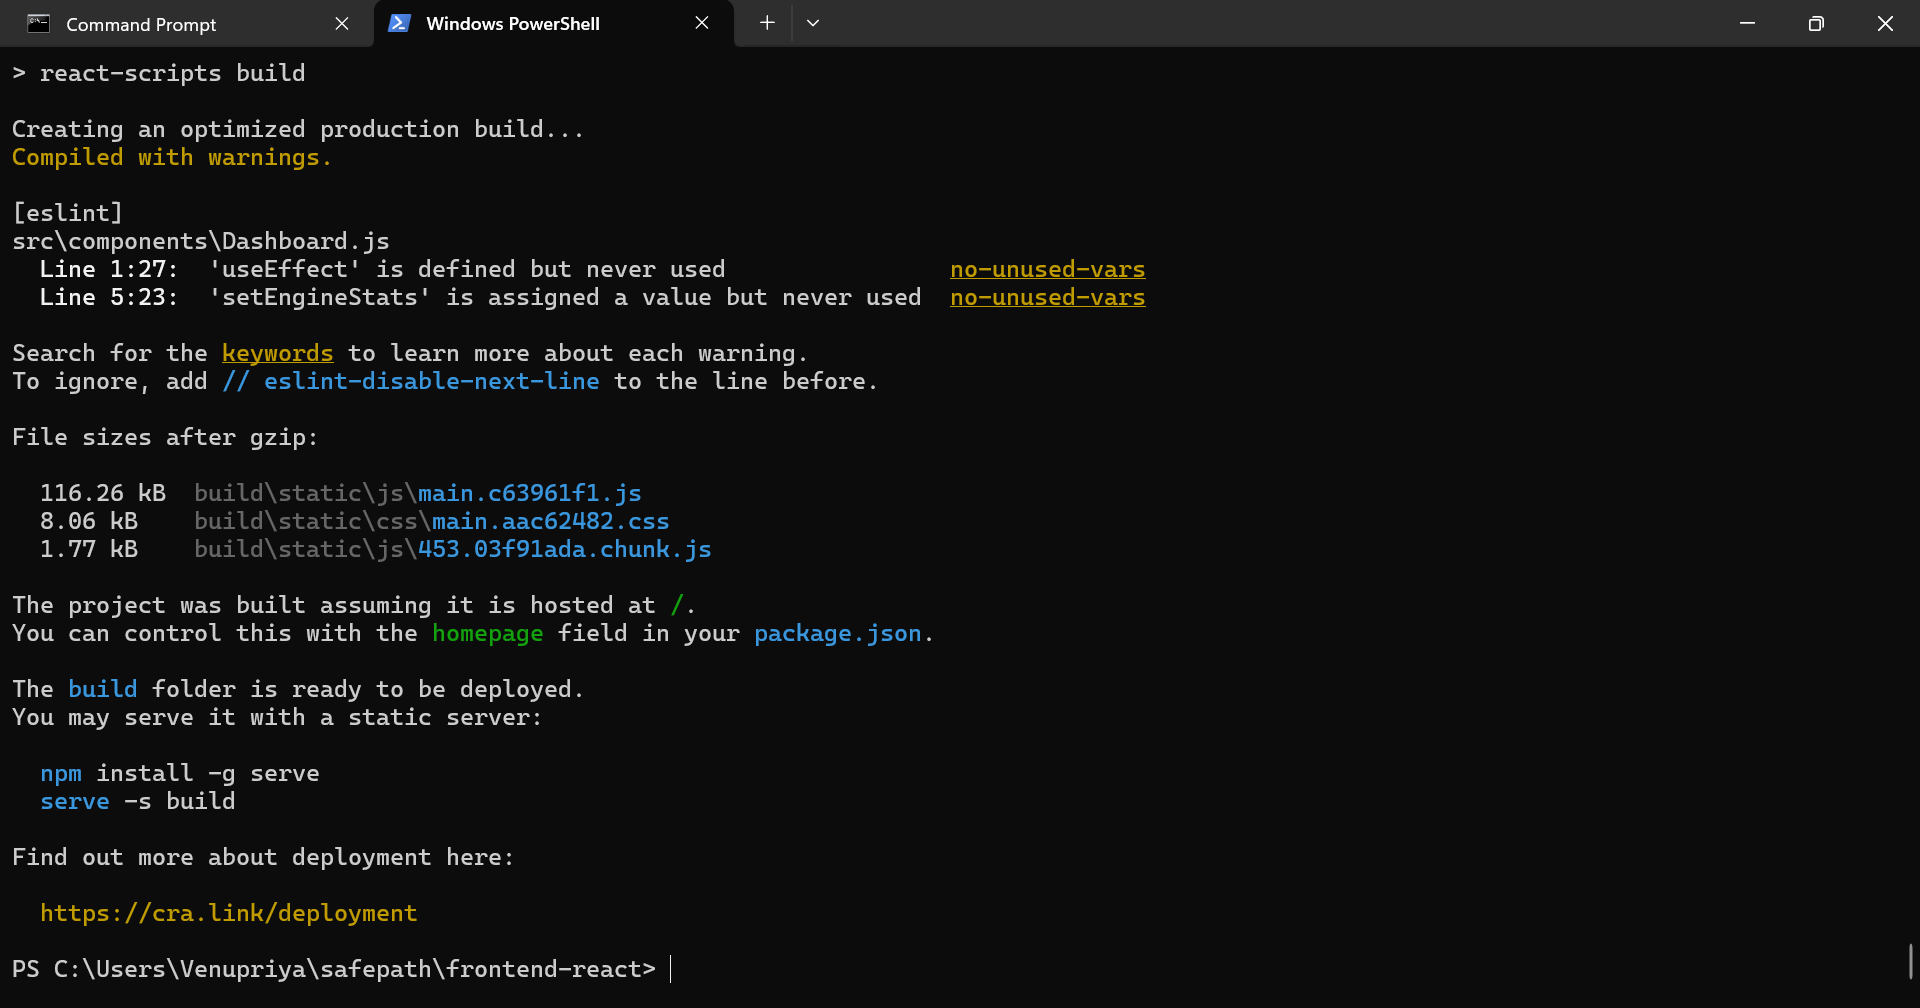 Command Prompt
Windows PowerShell
> react-scripts build
Creating an optimized production build...
Compiled with warnings.
[eslint]
src\components\Dashboard.js
Line 1:27: 'useEffect' is defined but never used no-unused-vars
Line 5:23: 'setEngineStats' is assigned a value but never used no-unused-vars
Search for the keywords to learn more about each warning.
To ignore, add // eslint-disable-next-line to the line before.
File sizes after gzip:
116.26 kB build\static\js\main.c63961f1.js
8.06 kB build\static\css\main.aac62482.css
1.77 kB build\static\js\453.03f91ada.chunk.js
The project was built assuming it is hosted at /.
You can control this with the homepage field in your package.json.
The build folder is ready to be deployed.
You may serve it with a static server:
npm install -g serve
serve -s build
Find out more about deployment here:
https://cra.link/deployment
PS C:\Users\Venupriya\safepath\frontend-react>